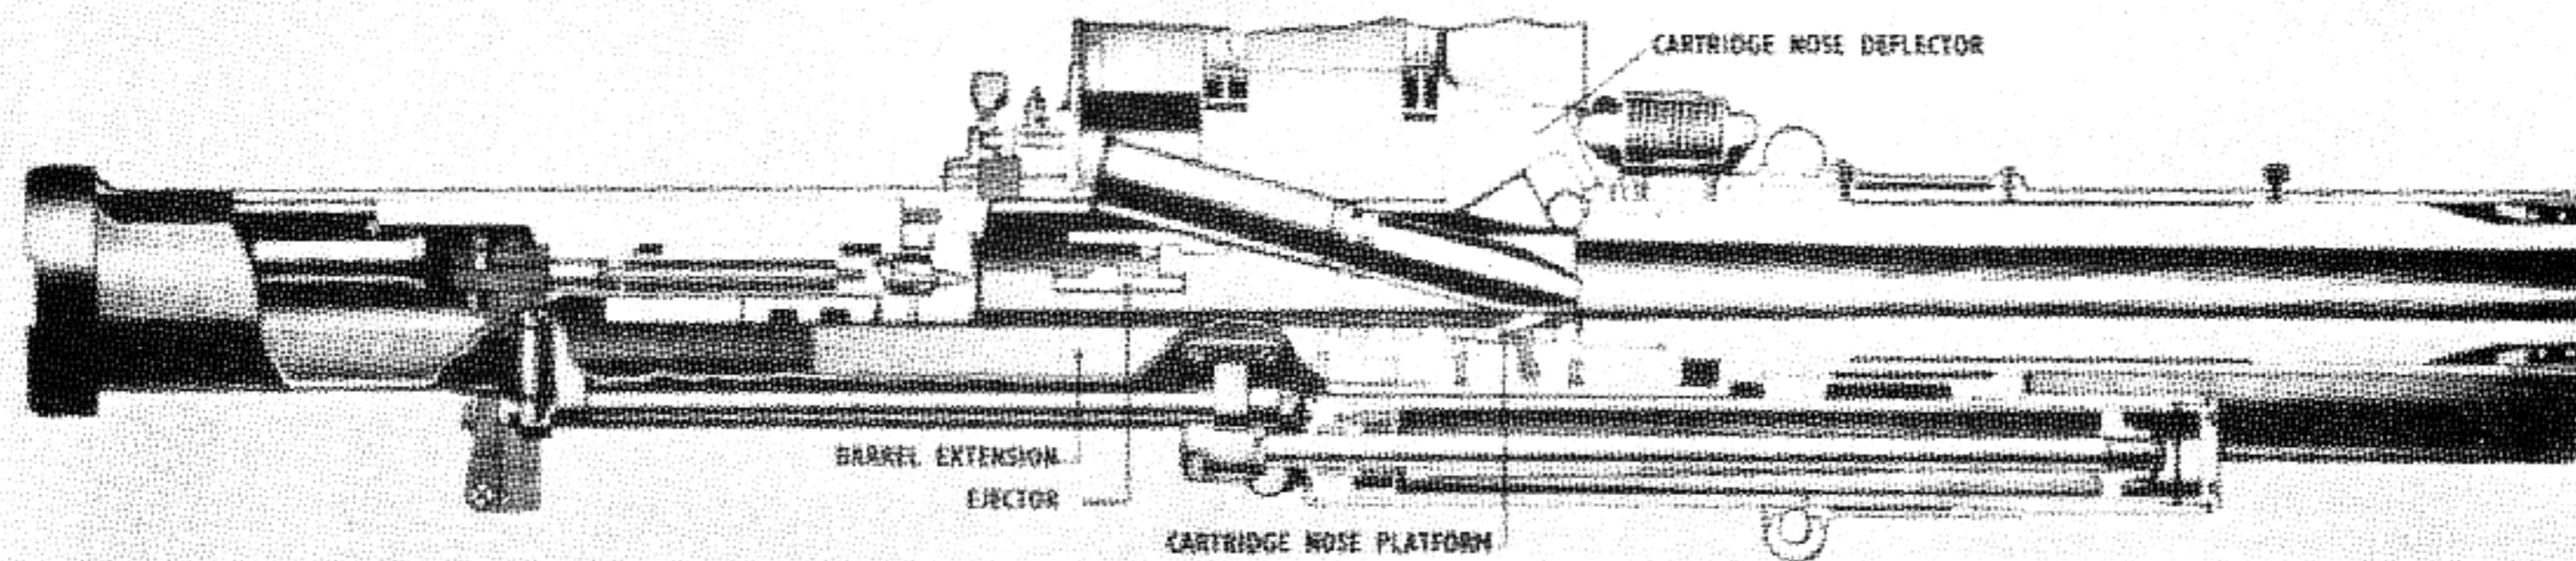 CARTRIDGE NOSE DEFLECTOR
BARREL EXTENSION
EJECTOR
CARTRIDGE NOSE PLATFORM